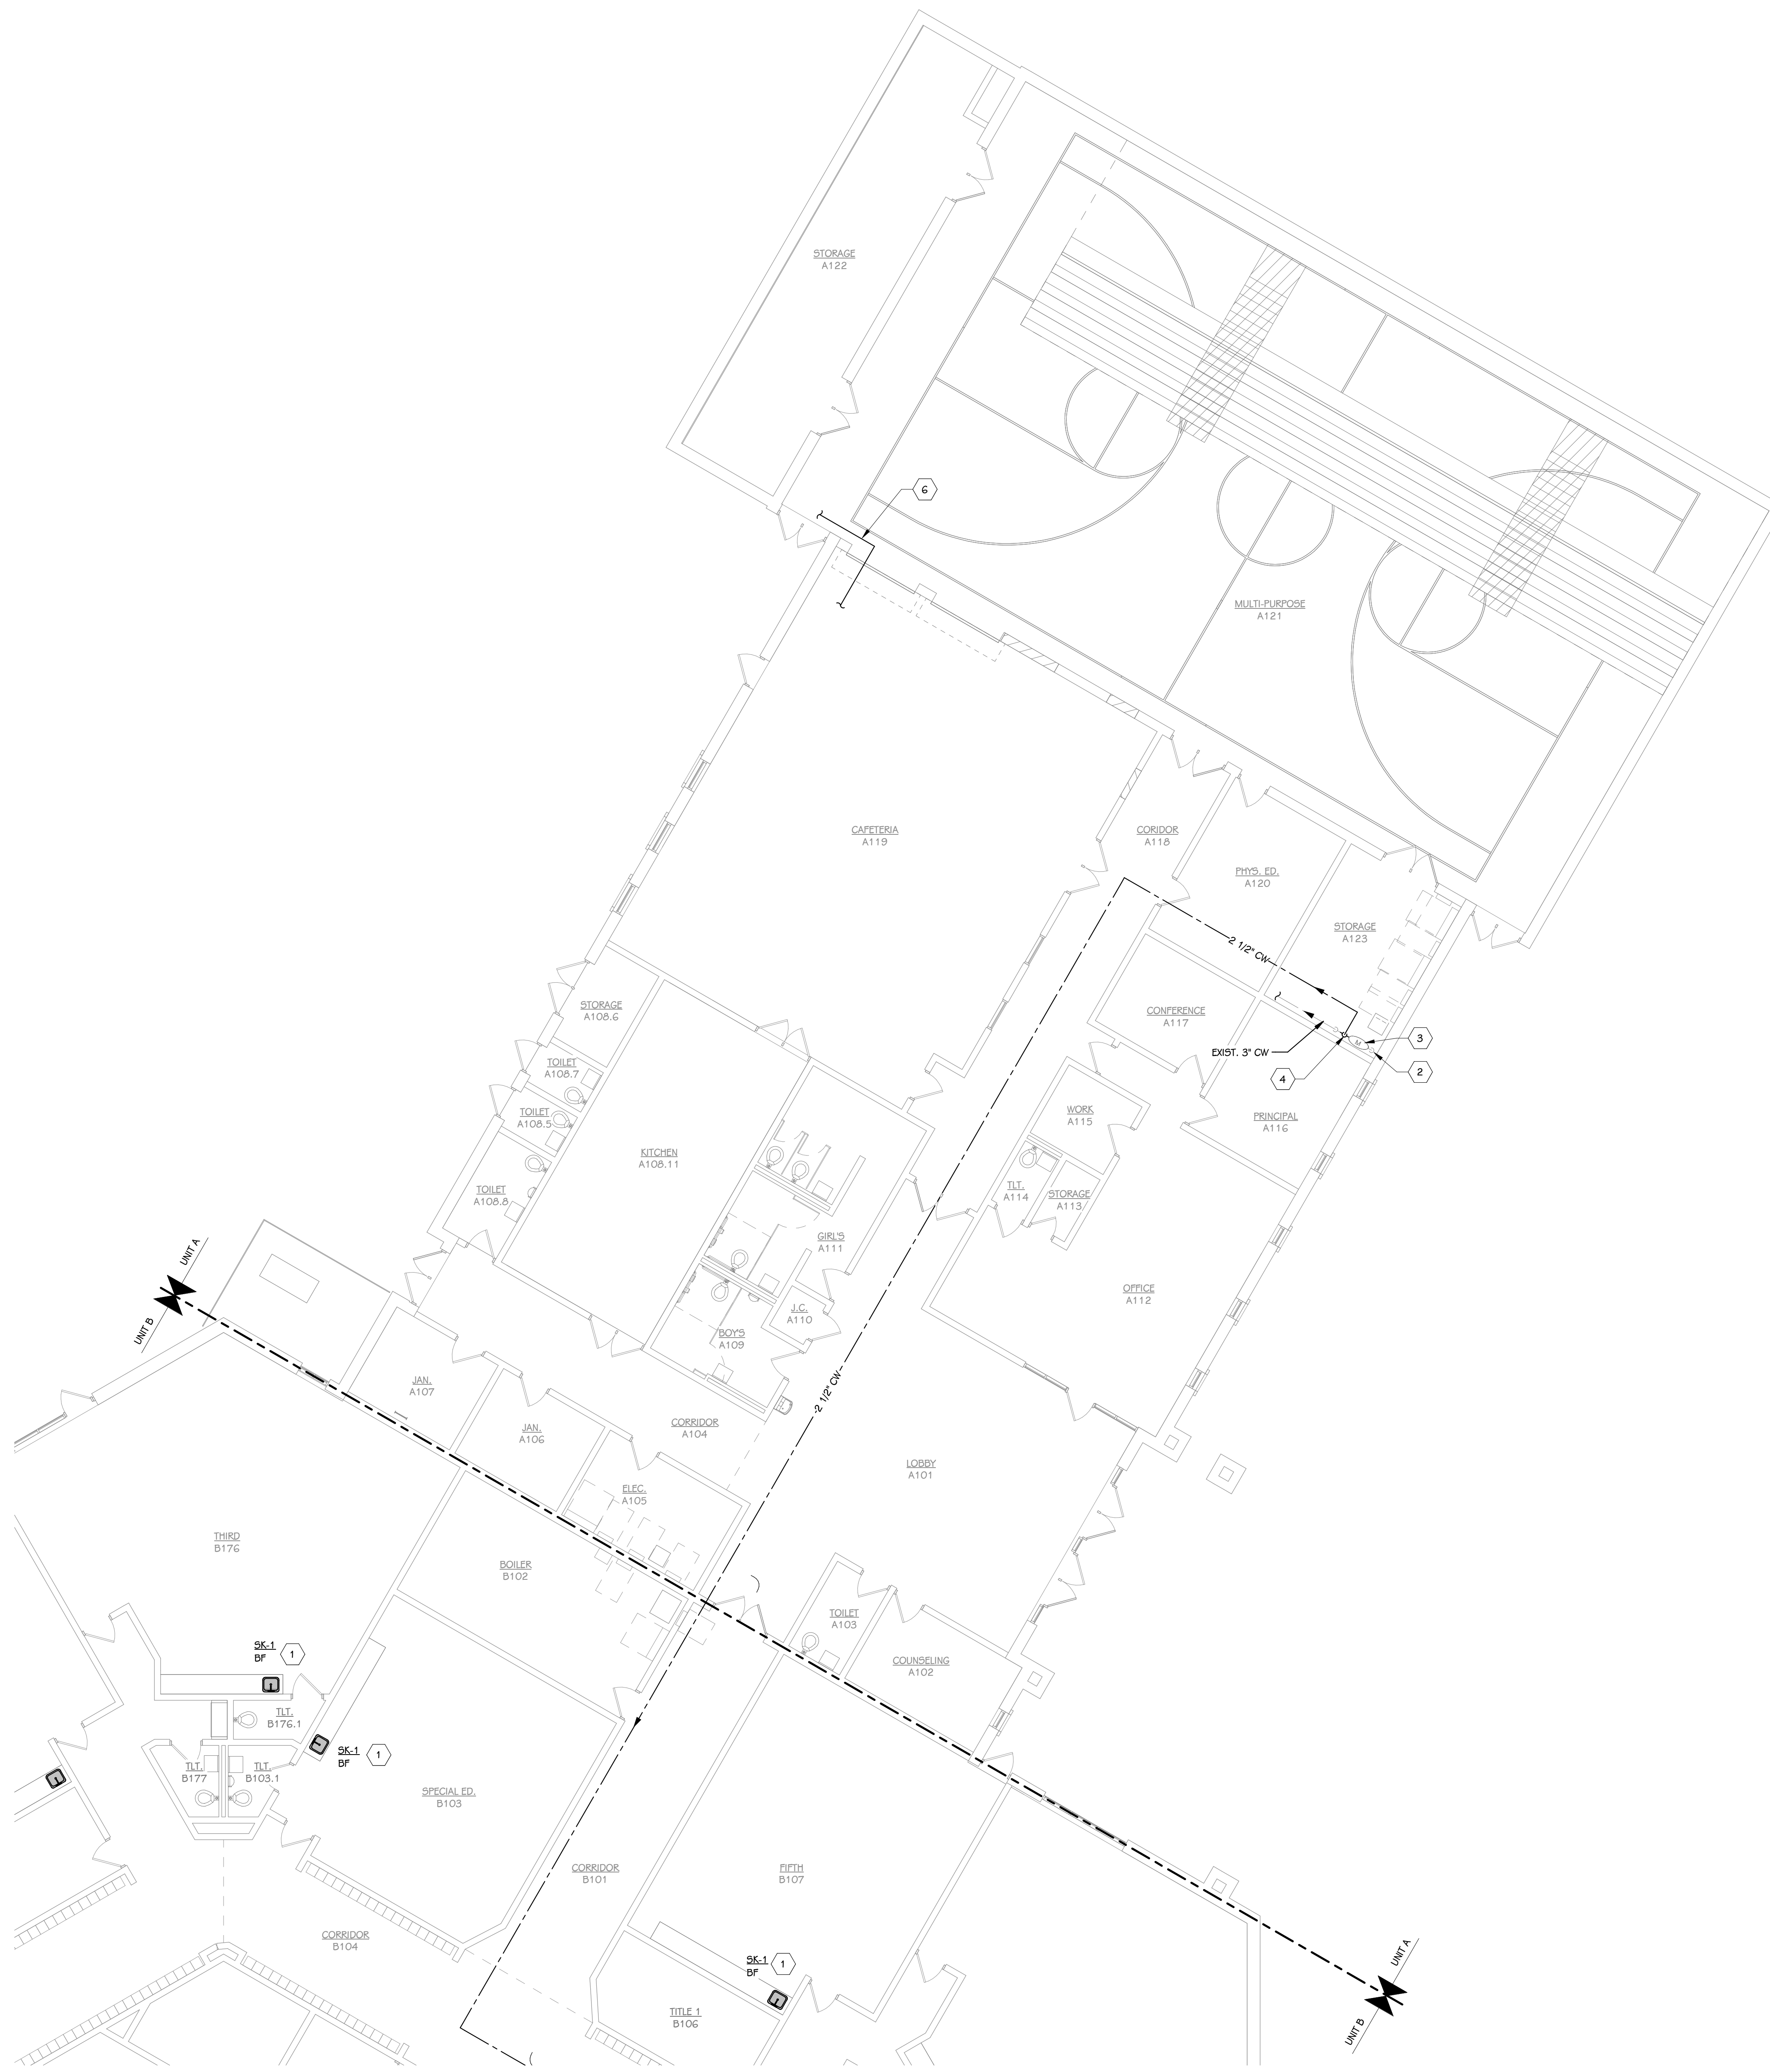 STORAGE
A122
6
MULTI-PURPOSE
A121
CAFETERIA
A119
CORIDOR
A118
PHYS. ED.
A120
STORAGE
A123
2 1/2" CW
CONFERENCE
A117
EXIST. 3" CW
M
3
2
4
STORAGE
A108.6
TOILET
A108.7
TOILET
A108.5
KITCHEN
A108.11
TOILET
A108.8
WORK
A115
PRINCIPAL
A116
TLT.
A114
STORAGE
A113
GIRL'S
A111
OFFICE
A112
J.C.
A110
BOYS
A109
UNIT A
UNIT B
JAN.
A107
JAN.
A106
CORRIDOR
A104
2 1/2" CW
ELEC.
A105
LOBBY
A101
THIRD
B176
BOILER
B102
TOILET
A103
COUNSELING
A102
SK-1
BF
1
TLT.
B176.1
SK-1
BF
1
TLT.
B177
TLT.
B103.1
SPECIAL ED.
B103
CORRIDOR
B101
FIFTH
B107
CORRIDOR
B104
SK-1
BF
1
TITLE 1
B106
UNIT A
UNIT B